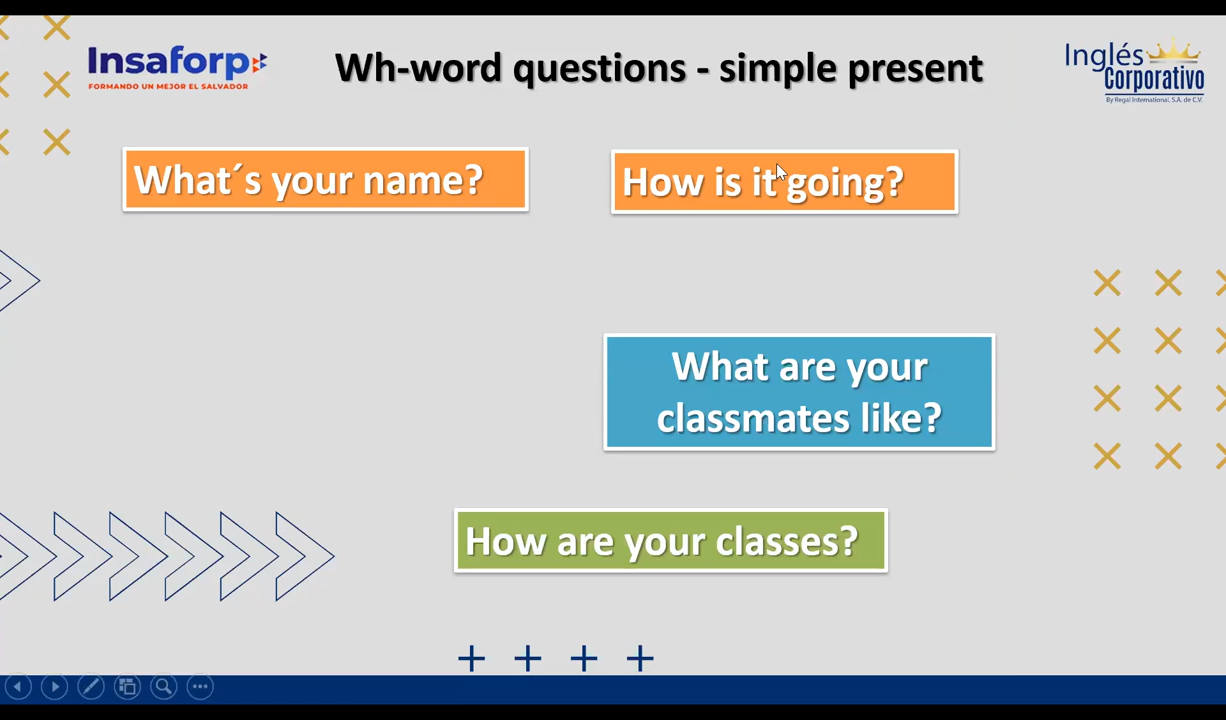 Insaforp
FORMANDO UN MEJOR EL SALVADOR
Wh-word questions - simple present
Inglés
Corporativo
By Regal International, S.A. de C.V.
What´s your name?
How is it going?
What are your
classmates like?
How are your classes?